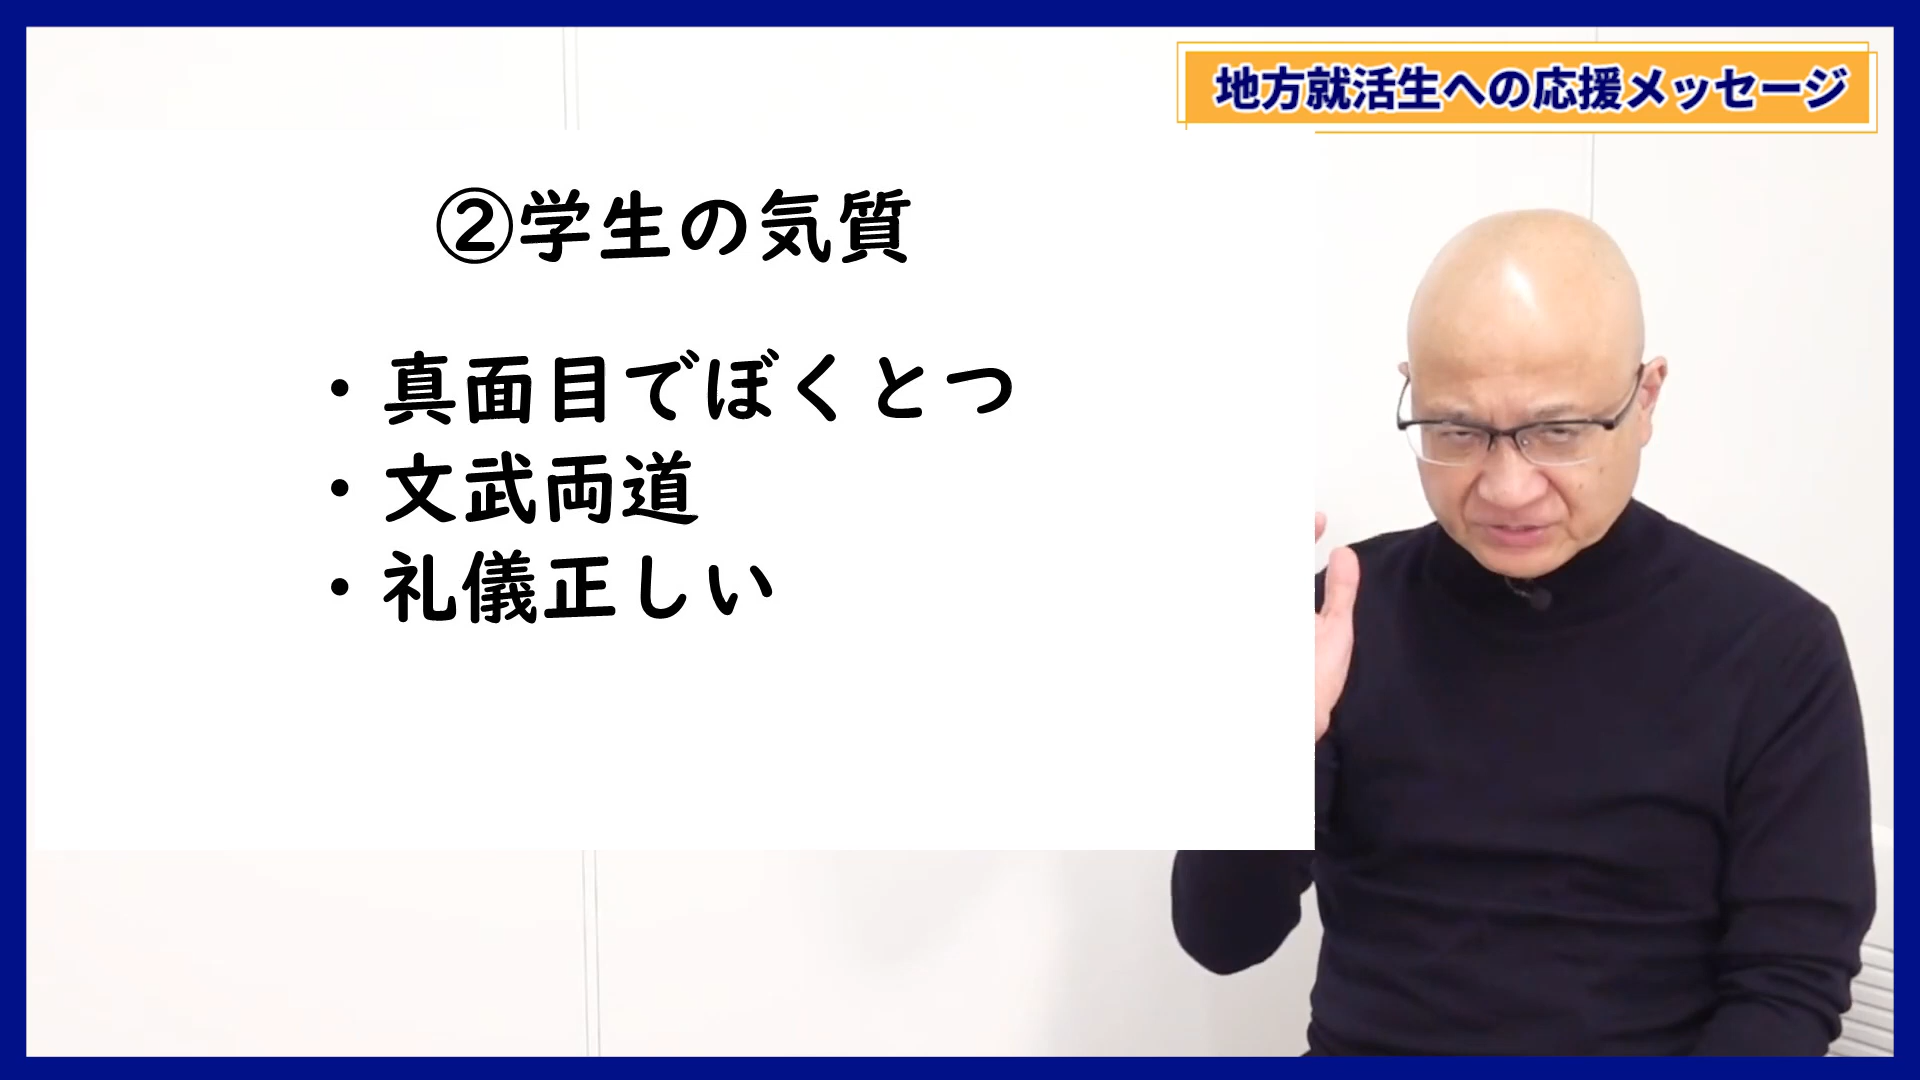 地方就活生への応援メッセージ
②学生の気質
・真面目でぼくとつ
・文武両道
・礼儀正しい